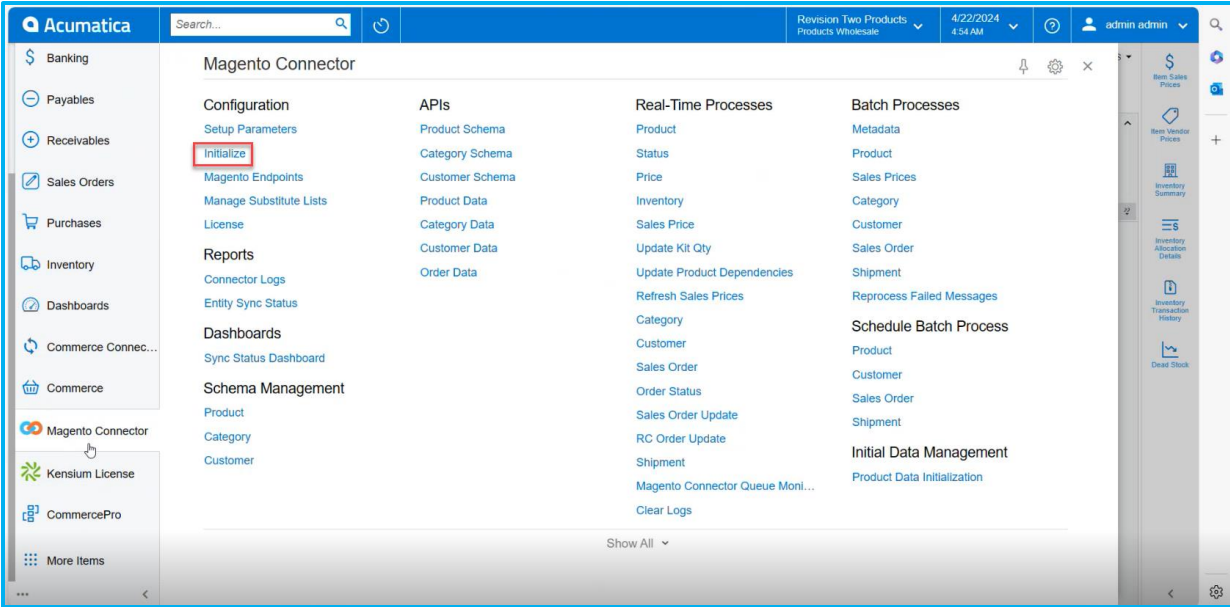 Acumatica
Search...
Revision Two Products
Products Wholesale
4/22/2024
4:54 AM
admin admin
Banking
Payables
Receivables
Sales Orders
Purchases
Inventory
Dashboards
Commerce Connec...
Commerce
Magento Connector
Kensium License
CommercePro
More Items
Magento Connector
Configuration
Setup Parameters
Initialize
Magento Endpoints
Manage Substitute Lists
License
Reports
Connector Logs
Entity Sync Status
Dashboards
Sync Status Dashboard
Schema Management
Product
Category
Customer
APIs
Product Schema
Category Schema
Customer Schema
Product Data
Category Data
Customer Data
Order Data
Real-Time Processes
Product
Status
Price
Inventory
Sales Price
Update Kit Qty
Update Product Dependencies
Refresh Sales Prices
Category
Customer
Sales Order
Order Status
Sales Order Update
RC Order Update
Shipment
Magento Connector Queue Moni...
Clear Logs
Batch Processes
Metadata
Product
Sales Prices
Category
Customer
Sales Order
Shipment
Reprocess Failed Messages
Schedule Batch Process
Product
Customer
Sales Order
Shipment
Initial Data Management
Product Data Initialization
Show All
Item Sales
Prices
Item Vendor
Prices
Inventory
Summary
Inventory
Allocation
Details
Inventory
Transaction
History
Dead Stock